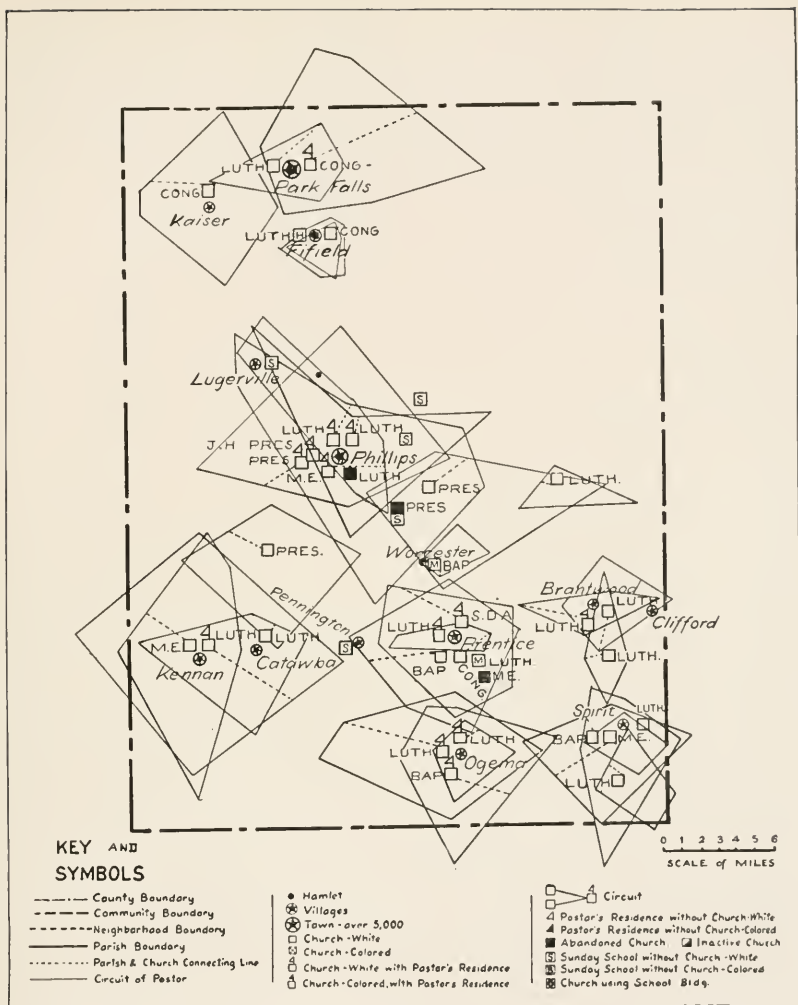 LUTH CONG-
Park Falls
CONG
Kaiser
LUTH H CONG
Fifield
S
Lugerville
S
LUTH LUTH
S
J.H PRES
Phillips
PRES
M.E. LUTH
PRES
LUTH.
PRES
S
Worcester
M BAP
PRES.
Pennington
S.D.A
Brantwood
LUTH
Clifford
LUTH
M.E. LUTH LUTH
S
Prentice
Kennan
Catawba
BAP CONG M LUTH.
M.E.
LUTH.
Spirit LUTH
BAP M.E.
LUTH LUTH
Ogema
BAP
LUTH
KEY AND
SYMBOLS
0 1 2 3 4 5 6
SCALE of MILES
County Boundary
Community Boundary
Neighborhood Boundary
Parish Boundary
Parish & Church Connecting Line
Circuit of Pastor
Hamlet
Villages
Town-over 5,000
Church-White
Church-Colored
Church-White with Pastor's Residence
Church-Colored, with Pastors Residence
Circuit
Pastor's Residence without Church-White
Pastor's Residence without Church-Colored
Abandoned Church Inactive Church
S Sunday School without Church-White
S Sunday School without Church-Colored
Church using School Bldg.